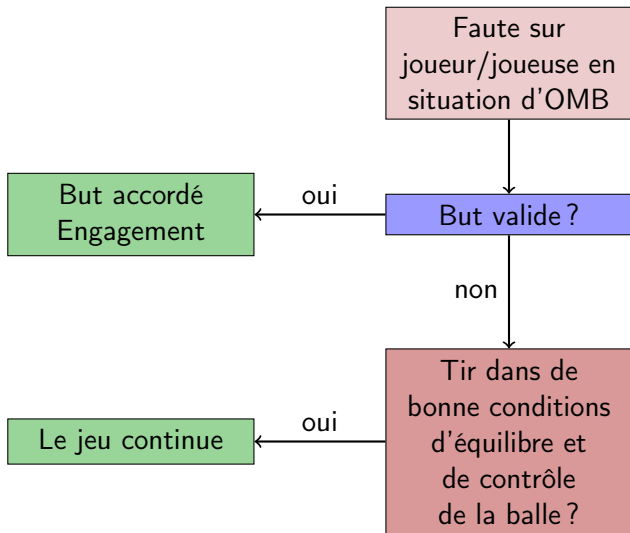 Faute sur
joueur/joueuse en
situation d'OMB
But accordé
Engagement
oui
But valide ?
non
Tir dans de
bonne conditions
d'équilibre et
de contrôle
de la balle ?
oui
Le jeu continue